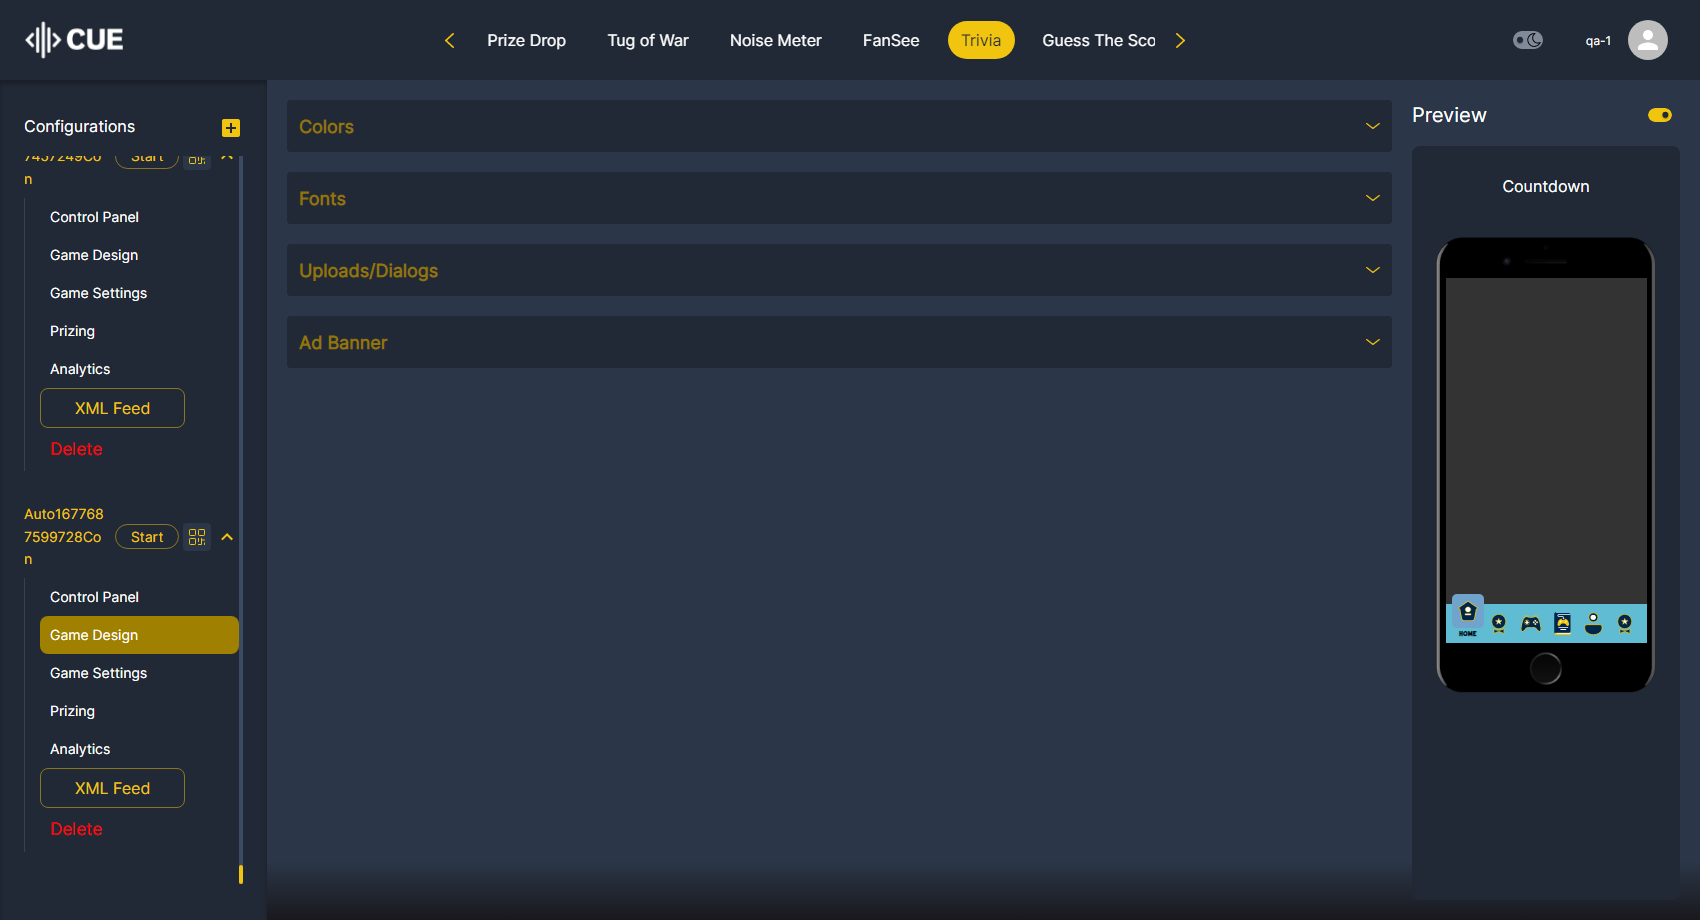 CUE
Prize Drop
Tug of War
Noise Meter
FanSee
Trivia
Guess The Sco
qa-1
Configurations
7457249Co
n
Start
Control Panel
Game Design
Game Settings
Prizing
Analytics
XML Feed
Delete
Auto167768
7599728Co
n
Start
Control Panel
Game Design
Game Settings
Prizing
Analytics
XML Feed
Delete
Colors
Fonts
Uploads/Dialogs
Ad Banner
Preview
Countdown
HOME